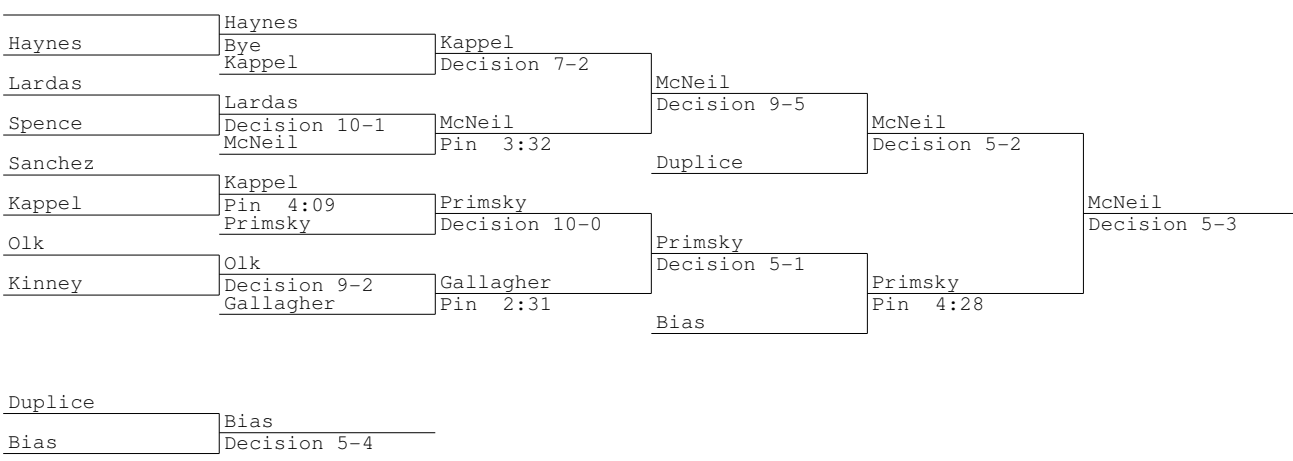 Haynes
Haynes
Bye
Kappel
Kappel
Decision 7-2
Lardas
McNeil
Decision 9-5
Spence
Lardas
Decision 10-1
McNeil
McNeil
Pin 3:32
McNeil
Decision 5-2
Sanchez
Duplice
Kappel
Kappel
Pin 4:09
Primsky
Primsky
Decision 10-0
McNeil
Decision 5-3
Olk
Primsky
Decision 5-1
Kinney
Olk
Decision 9-2
Gallagher
Gallagher
Pin 2:31
Primsky
Pin 4:28
Bias
Duplice
Bias
Bias
Decision 5-4